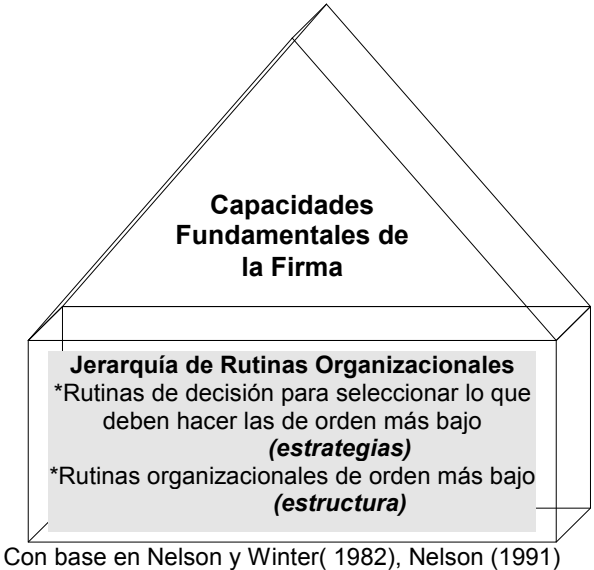 Capacidades
Fundamentales de
la Firma
Jerarquía de Rutinas Organizacionales
*Rutinas de decisión para seleccionar lo que
deben hacer las de orden más bajo
(estrategias)
*Rutinas organizacionales de orden más bajo
(estructura)
Con base en Nelson y Winter( 1982), Nelson (1991)